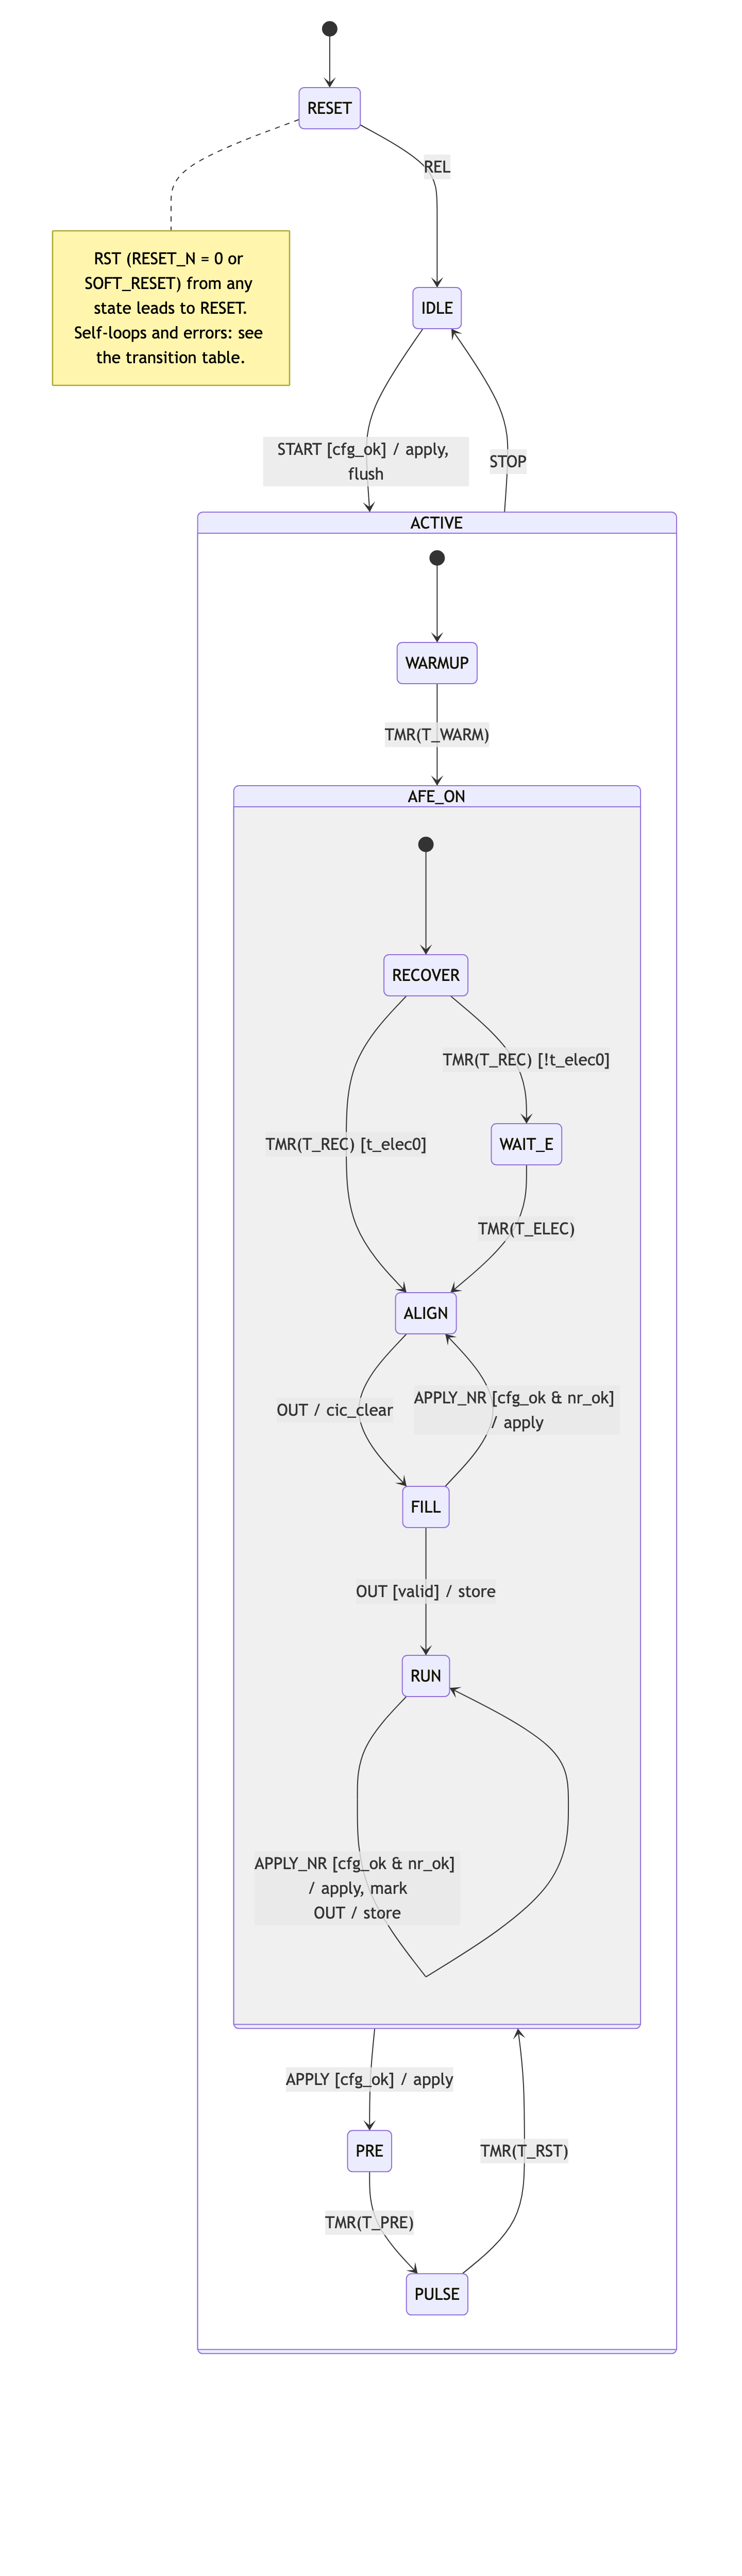 RESET
REL
RST (RESET_N = 0 or
SOFT_RESET) from any
state leads to RESET.
Self-loops and errors: see
the transition table.
IDLE
START [cfg_ok] / apply,
flush
STOP
ACTIVE
WARMUP
TMR(T_WARM)
AFE_ON
RECOVER
TMR(T_REC) [!t_elec0]
TMR(T_REC) [t_elec0]
WAIT_E
TMR(T_ELEC)
ALIGN
OUT / cic_clear
APPLY_NR [cfg_ok & nr_ok]
/ apply
FILL
OUT [valid] / store
RUN
APPLY_NR [cfg_ok & nr_ok]
/ apply, mark
OUT / store
APPLY [cfg_ok] / apply
PRE
TMR(T_RST)
TMR(T_PRE)
PULSE